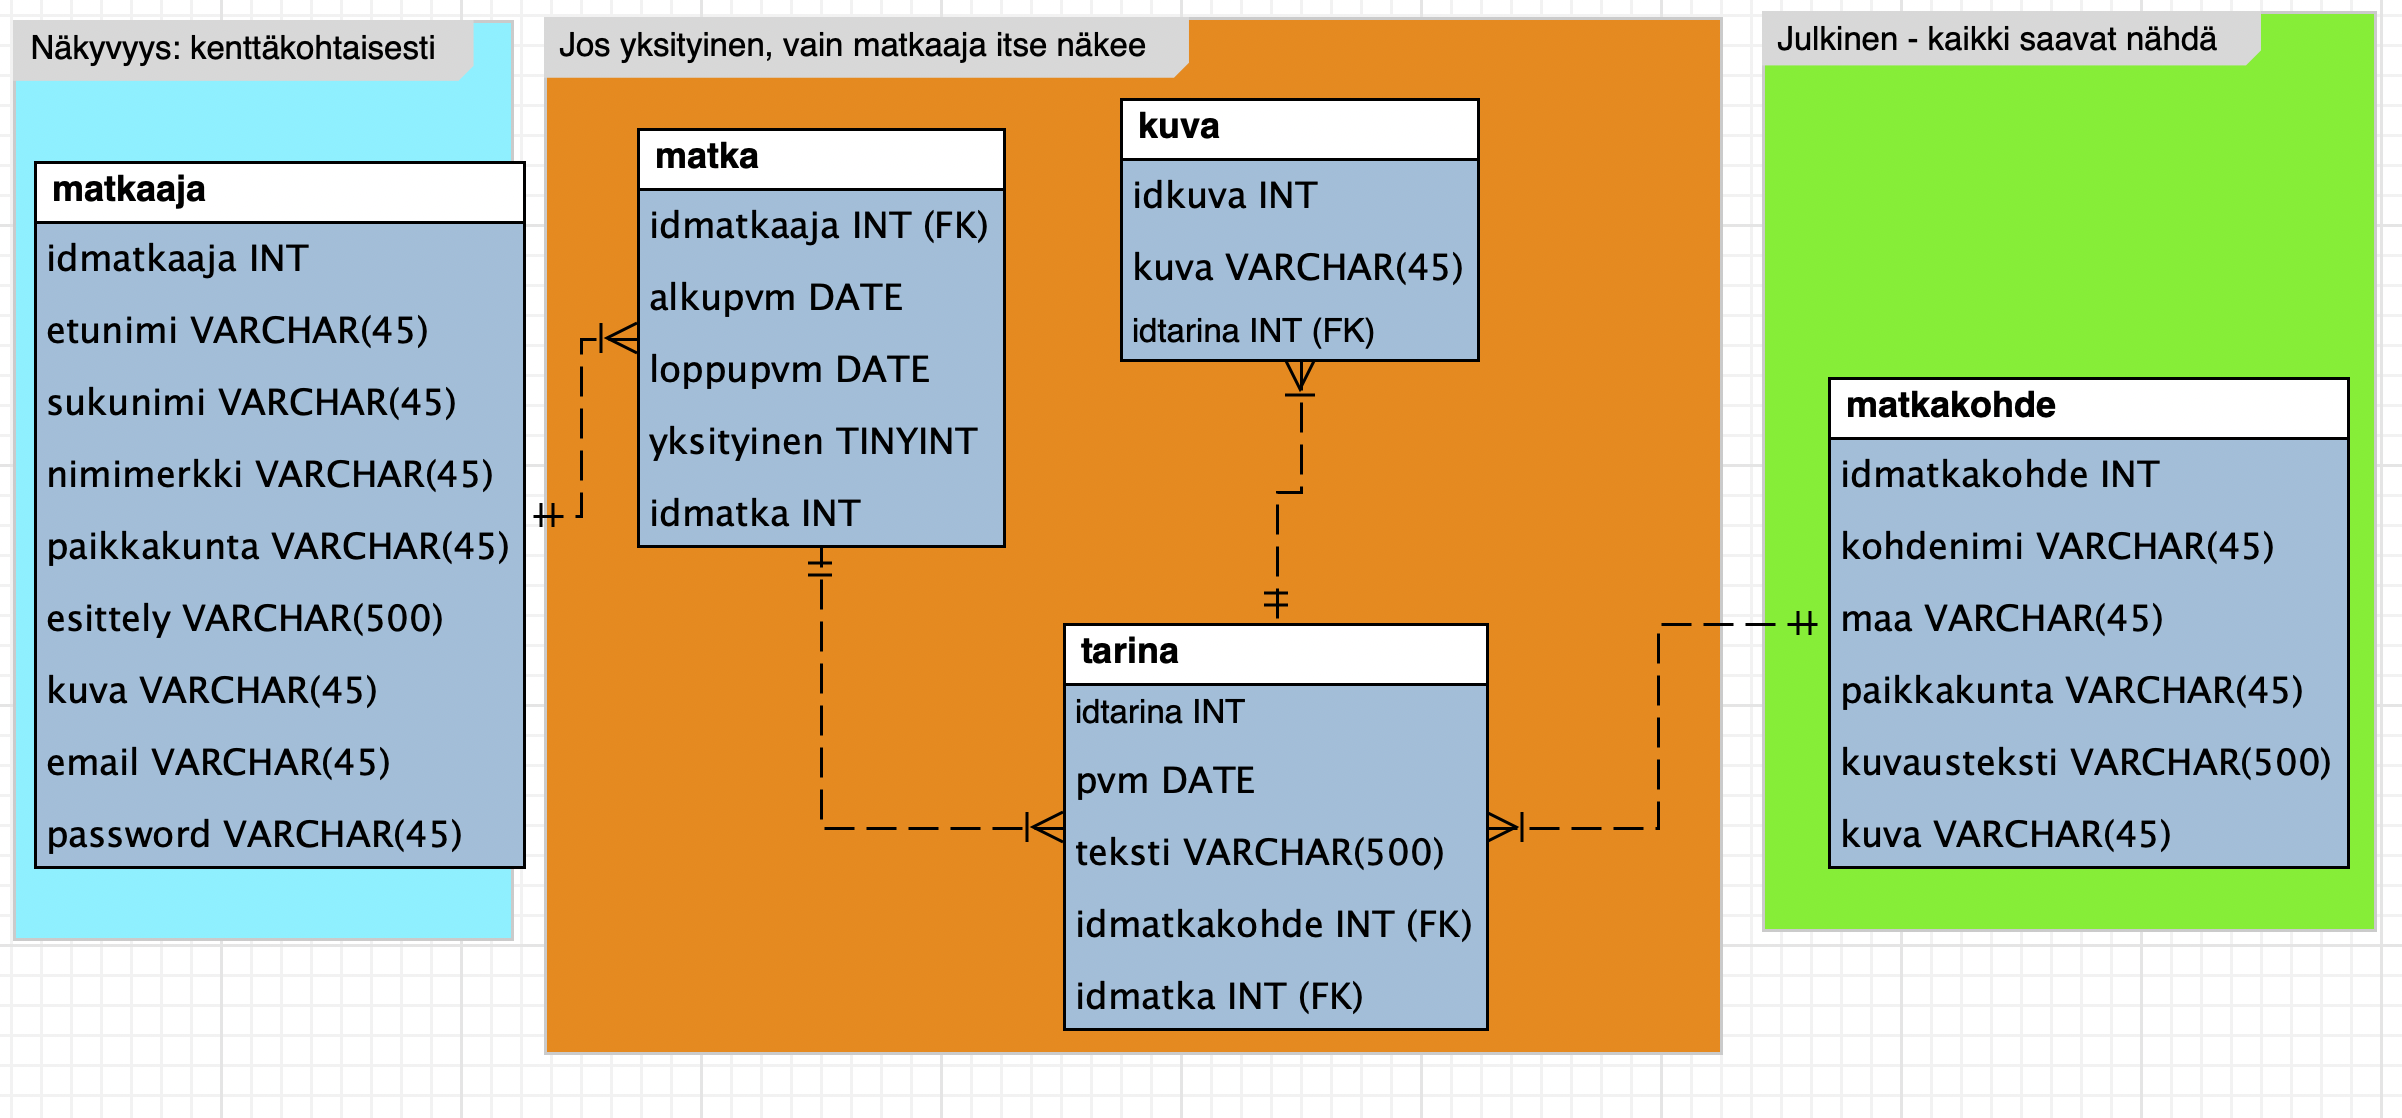 Näkyvyys: kenttäkohtaisesti
matkaaja
idmatkaaja INT
etunimi VARCHAR(45)
sukunimi VARCHAR(45)
nimimerkki VARCHAR(45)
paikkakunta VARCHAR(45)
esittely VARCHAR(500)
kuva VARCHAR(45)
email VARCHAR(45)
password VARCHAR(45)
Jos yksityinen, vain matkaaja itse näkee
matka
idmatkaaja INT (FK)
alkupvm DATE
loppupvm DATE
yksityinen TINYINT
idmatka INT
kuva
idkuva INT
kuva VARCHAR(45)
idtarina INT (FK)
tarina
idtarina INT
pvm DATE
teksti VARCHAR(500)
idmatkakohde INT (FK)
idmatka INT (FK)
Julkinen - kaikki saavat nähdä
matkakohde
idmatkakohde INT
kohdenimi VARCHAR(45)
maa VARCHAR(45)
paikkakunta VARCHAR(45)
kuvausteksti VARCHAR(500)
kuva VARCHAR(45)